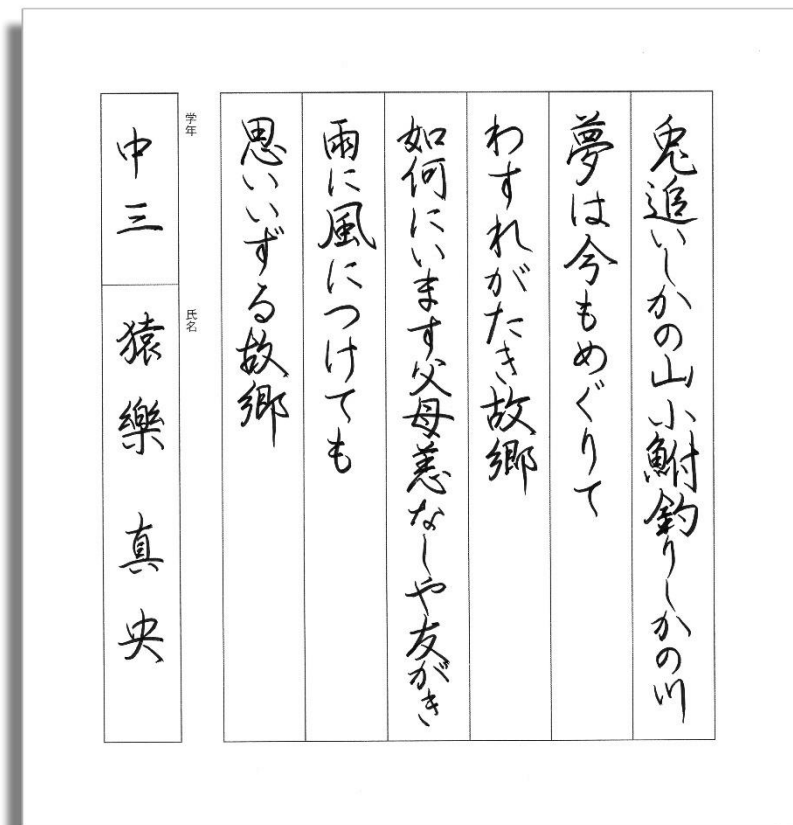 兎追いしかの山小鮒釣りしかの川
夢は今もめぐりて
わすれがたき故郷
如何にいます父母恙なしや友がき
雨に風につけても
思いいずる故郷
学年
中三
氏名
猿樂 真央